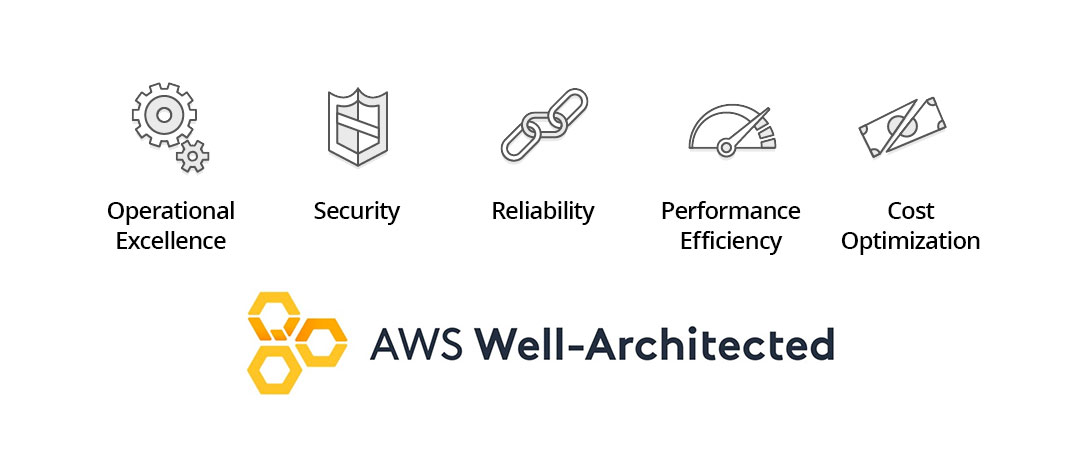 Operational
Excellence
Security
Reliability
Performance
Efficiency
Cost
Optimization
AWS Well-Architected